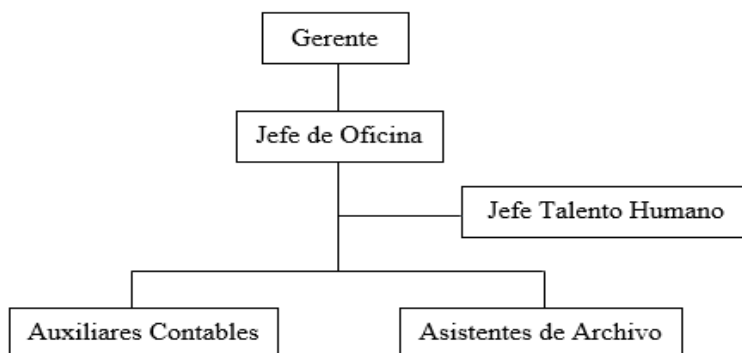 Gerente
Jefe de Oficina
Jefe Talento Humano
Auxiliares Contables
Asistentes de Archivo